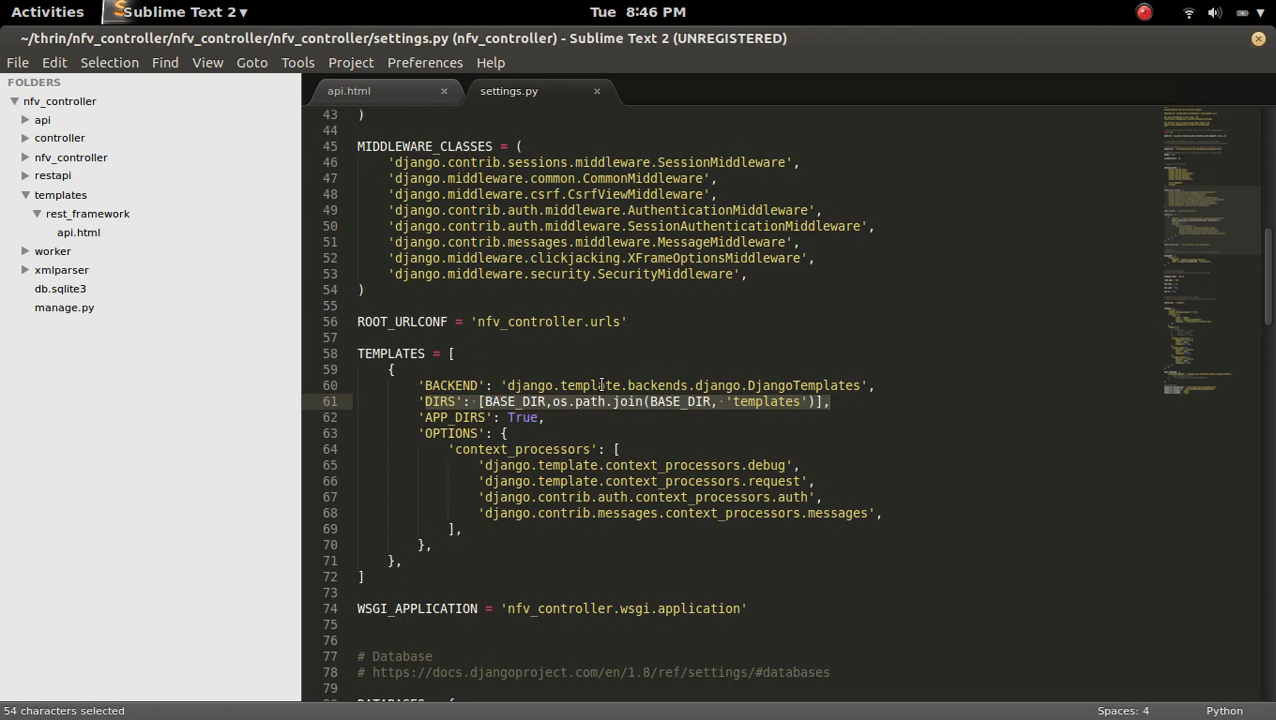 Activities Sublime Text 2 ▾ Tue 8:46 PM
~/thrin/nfv_controller/nfv_controller/nfv_controller/settings.py (nfv_controller) - Sublime Text 2 (UNREGISTERED)
File Edit Selection Find View Goto Tools Project Preferences Help
FOLDERS
nfv_controller
api
controller
nfv_controller
restapi
templates
rest_framework
api.html
worker
xmlparser
db.sqlite3
manage.py
api.html × settings.py ×
43 )
44
45 MIDDLEWARE_CLASSES = (
46 'django.contrib.sessions.middleware.SessionMiddleware',
47 'django.middleware.common.CommonMiddleware',
48 'django.middleware.csrf.CsrfViewMiddleware',
49 'django.contrib.auth.middleware.AuthenticationMiddleware',
50 'django.contrib.auth.middleware.SessionAuthenticationMiddleware',
51 'django.contrib.messages.middleware.MessageMiddleware',
52 'django.middleware.clickjacking.XFrameOptionsMiddleware',
53 'django.middleware.security.SecurityMiddleware',
54 )
55
56 ROOT_URLCONF = 'nfv_controller.urls'
57
58 TEMPLATES = [
59 {
60 'BACKEND': 'django.template.backends.django.DjangoTemplates',
61 'DIRS': [BASE_DIR,os.path.join(BASE_DIR, 'templates')],
62 'APP_DIRS': True,
63 'OPTIONS': {
64 'context_processors': [
65 'django.template.context_processors.debug',
66 'django.template.context_processors.request',
67 'django.contrib.auth.context_processors.auth',
68 'django.contrib.messages.context_processors.messages',
69 ],
70 },
71 },
72 ]
73
74 WSGI_APPLICATION = 'nfv_controller.wsgi.application'
75
76
77 # Database
78 # https://docs.djangoproject.com/en/1.8/ref/settings/#databases
79
54 characters selected Spaces: 4 Python